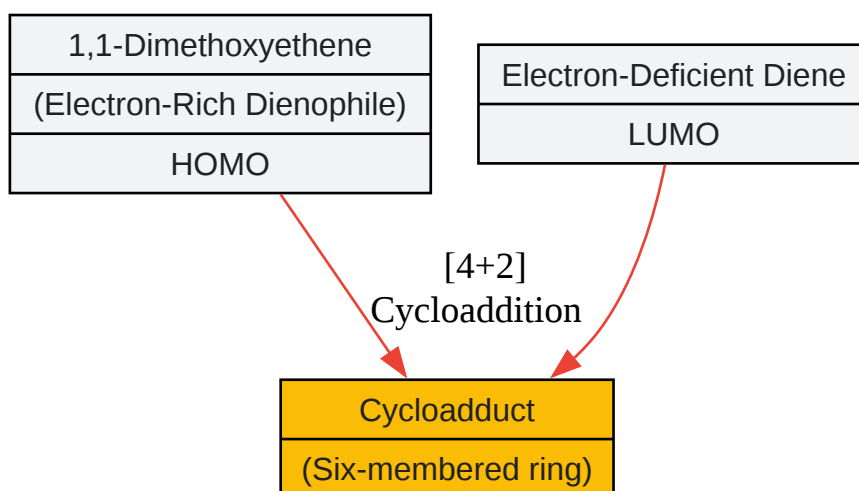 1,1-Dimethoxyethene
(Electron-Rich Dienophile)
HOMO
Electron-Deficient Diene
LUMO
[4+2]
Cycloaddition
Cycloadduct
(Six-membered ring)